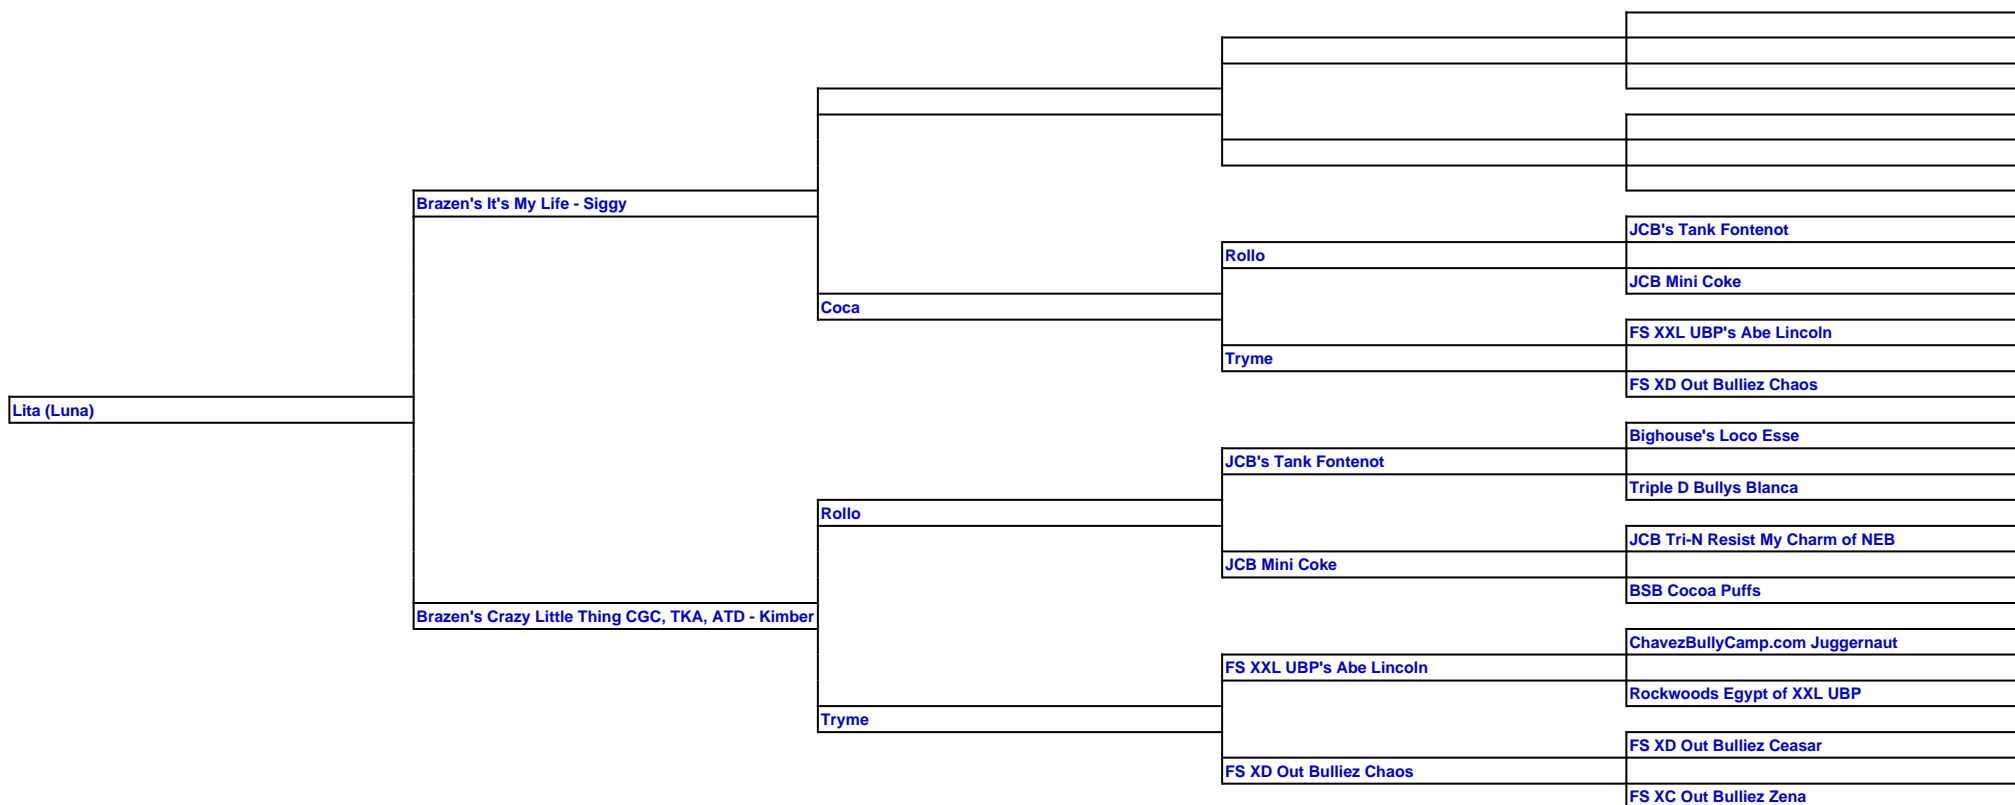 Brazen's It's My Life - Siggy
JCB's Tank Fontenot
Rollo
JCB Mini Coke
Coca
FS XXL UBP's Abe Lincoln
Tryme
FS XD Out Bulliez Chaos
Lita (Luna)
Bighouse's Loco Esse
JCB's Tank Fontenot
Triple D Bullys Blanca
Rollo
JCB Tri-N Resist My Charm of NEB
JCB Mini Coke
BSB Cocoa Puffs
Brazen's Crazy Little Thing CGC, TKA, ATD - Kimber
ChavezBullyCamp.com Juggernaut
FS XXL UBP's Abe Lincoln
Rockwoods Egypt of XXL UBP
Tryme
FS XD Out Bulliez Ceasar
FS XD Out Bulliez Chaos
FS XC Out Bulliez Zena